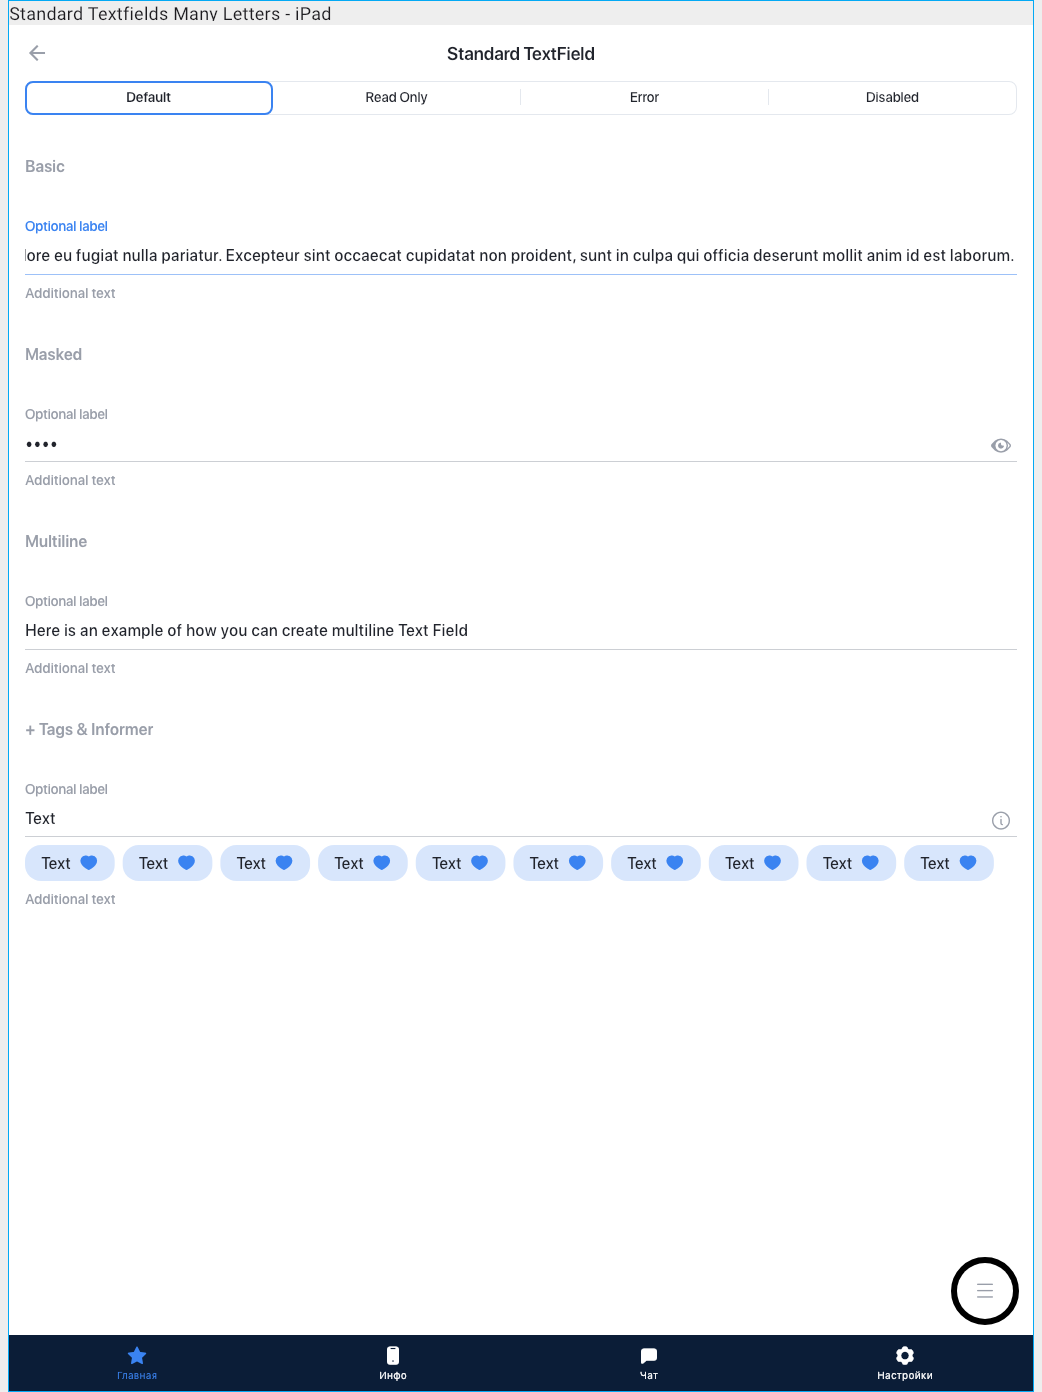 Standard Textfields Many Letters - iPad
Standard TextField
Default Read Only Error Disabled
Basic
Optional label
lore eu fugiat nulla pariatur. Excepteur sint occaecat cupidatat non proident, sunt in culpa qui officia deserunt mollit anim id est laborum.
Additional text
Masked
Optional label
••••
Additional text
Multiline
Optional label
Here is an example of how you can create multiline Text Field
Additional text
+ Tags & Informer
Optional label
Text
Text Text Text Text Text Text Text Text Text Text
Additional text
Главная Инфо Чат Настройки